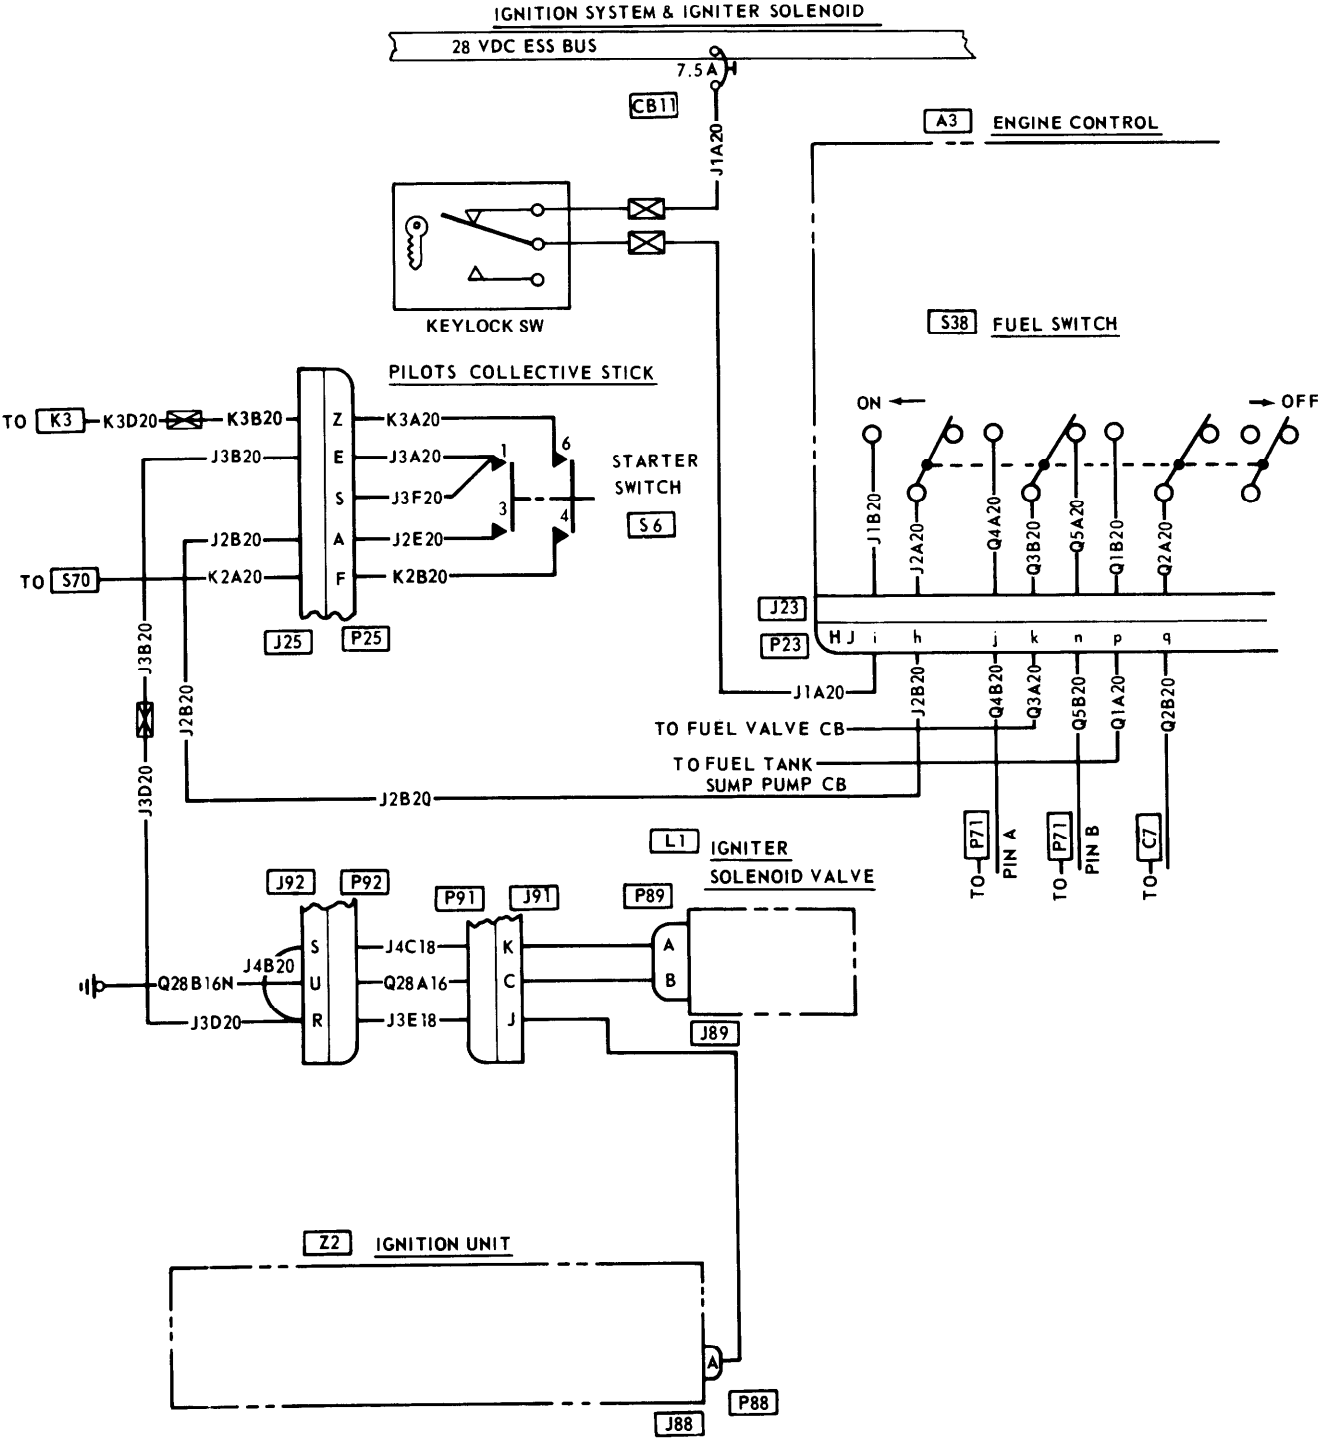 IGNITION SYSTEM & IGNITER SOLENOID
28 VDC ESS BUS
7.5 A
CB11
J1A20
A3 ENGINE CONTROL
KEYLOCK SW
S38 FUEL SWITCH
PILOTS COLLECTIVE STICK
ON OFF
TO K3 K3D20 K3B20 Z K3A20 6
J3B20 E J3A20 1
STARTER
SWITCH
S6
S J3F20
3 4
J2B20 A J2E20
TO S70 K2A20 F K2B20
J25 P25
J1B20 J2A20 Q4A20 Q3B20 Q5A20 Q1B20 Q2A20
J23
P23 H J i h j k n p q
J3B20
J2B20
J1A20
J2B20 Q4B20 Q3A20 Q5B20 Q1A20 Q2B20
TO FUEL VALVE CB
TO FUEL TANK
SUMP PUMP CB
J3D20
J2B20
TO P71 PIN A
TO P71 PIN B
TO C7
L1 IGNITER
SOLENOID VALVE
J92 P92 P91 J91 P89
S J4C18 K A
J4B20
Q28B16N U Q28A16 C B
J3D20 R J3E18 J
J89
Z2 IGNITION UNIT
A
P88
J88